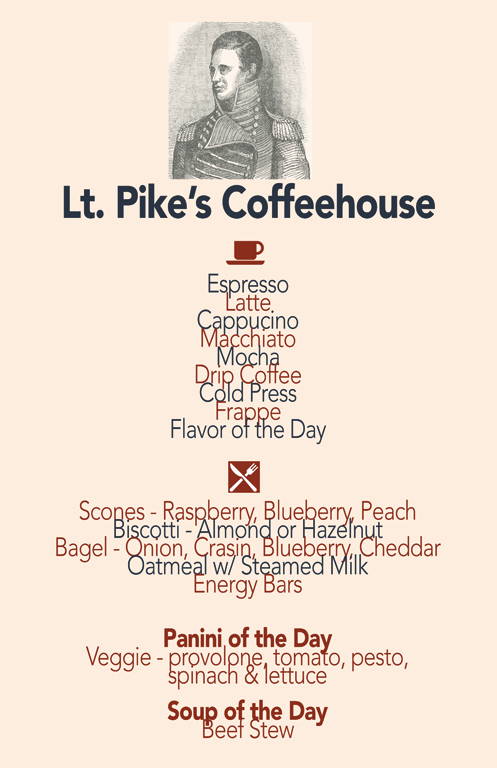 Lt. Pike's Coffeehouse
Espresso
Latte
Cappucino
Macchiato
Mocha
Drip Coffee
Cold Press
Frappe
Flavor of the Day
Scones - Raspberry, Blueberry, Peach
Biscotti - Almond or Hazelnut
Bagel - Onion, Crasin, Blueberry, Cheddar
Oatmeal w/ Steamed Milk
Energy Bars
Panini of the Day
Veggie - provolone, tomato, pesto,
spinach & lettuce
Soup of the Day
Beef Stew